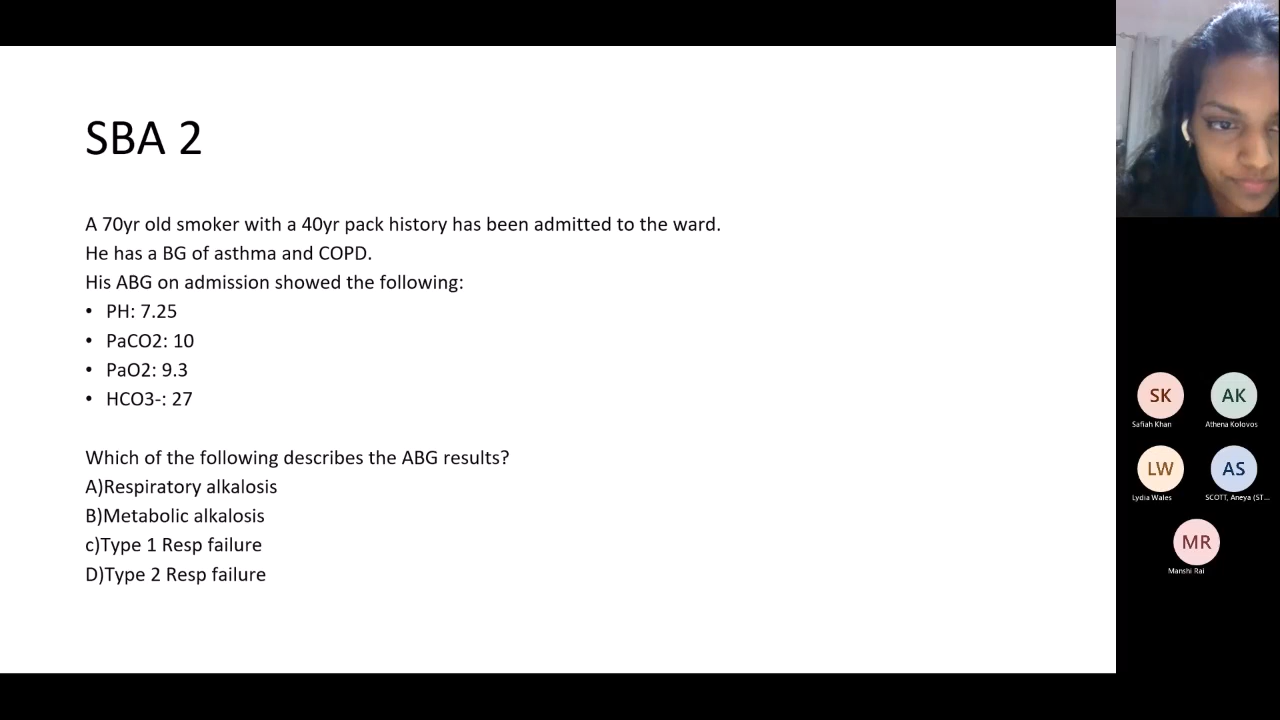 SBA 2
A 70yr old smoker with a 40yr pack history has been admitted to the ward.
He has a BG of asthma and COPD.
His ABG on admission showed the following:
• PH: 7.25
• PaCO2: 10
• PaO2: 9.3
• HCO3-: 27
Which of the following describes the ABG results?
A)Respiratory alkalosis
B)Metabolic alkalosis
c)Type 1 Resp failure
D)Type 2 Resp failure
SK AK
Safiah Khan Athena Kolovos
LW AS
Lydia Wales SCOTT, Aneya (ST...
MR
Manshi Rai